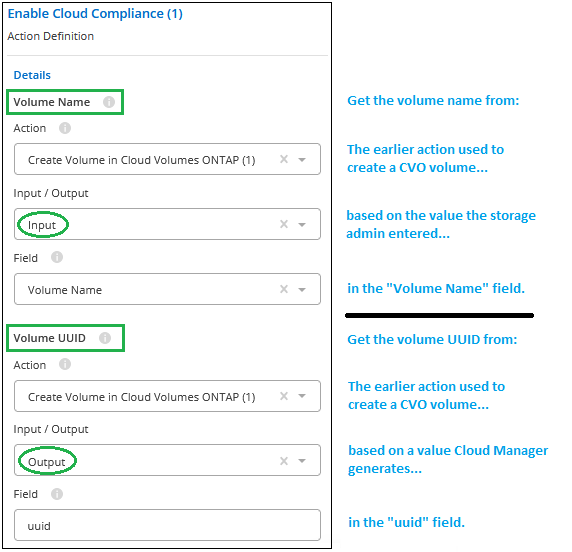 Enable Cloud Compliance (1)
Action Definition
Details
Volume Name
Get the volume name from:
Action
Create Volume in Cloud Volumes ONTAP (1)
The earlier action used to
create a CVO volume...
Input / Output
Input
based on the value the storage
admin entered...
Field
Volume Name
in the "Volume Name" field.
Volume UUID
Get the volume UUID from:
Action
Create Volume in Cloud Volumes ONTAP (1)
The earlier action used to
create a CVO volume...
Input / Output
Output
based on a value Cloud Manager
generates...
Field
uuid
in the "uuid" field.